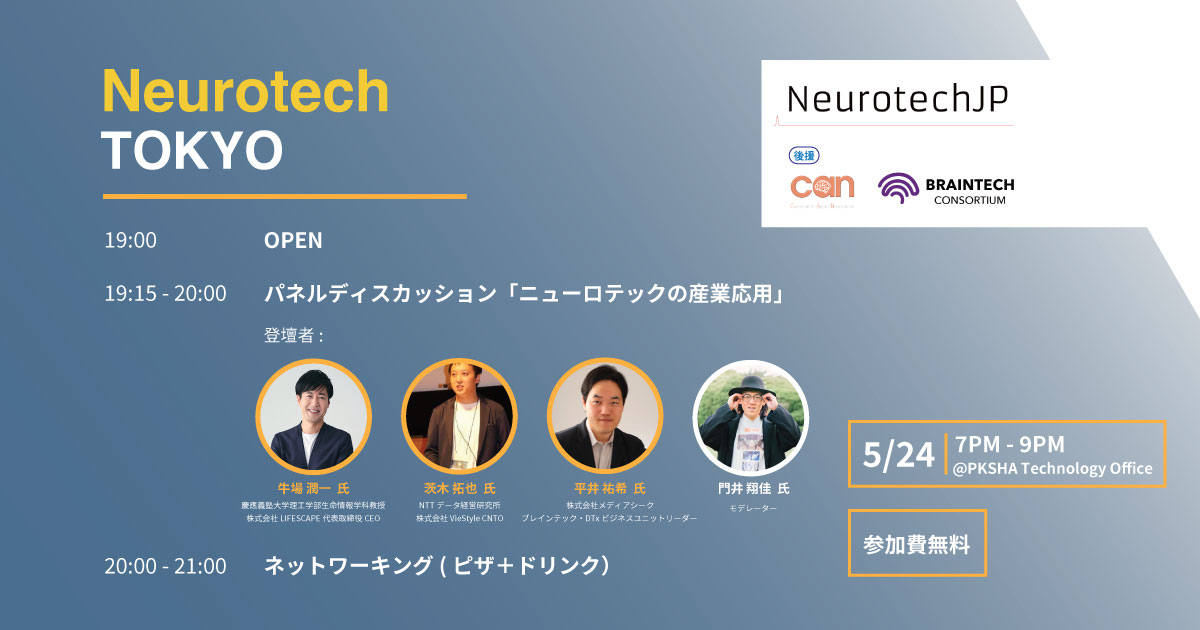 Neurotech
TOKYO
NeurotechJP
後援
can
BRAINTECH
CONSORTIUM
19:00 OPEN
19:15 - 20:00 パネルディスカッション「ニューロテックの産業応用」
登壇者 :
牛場 潤一 氏
慶應義塾大学理工学部生命情報学科教授
株式会社 LIFESCAPE 代表取締役 CEO
茨木 拓也 氏
NTT データ経営研究所
株式会社 VieStyle CNTO
平井 祐希 氏
株式会社メディアシーク
ブレインテック・DTx ビジネスユニットリーダー
門井 翔佳 氏
モデレーター
5/24
7PM - 9PM
@PKSHA Technology Office
参加費無料
20:00 - 21:00 ネットワーキング ( ピザ＋ドリンク）